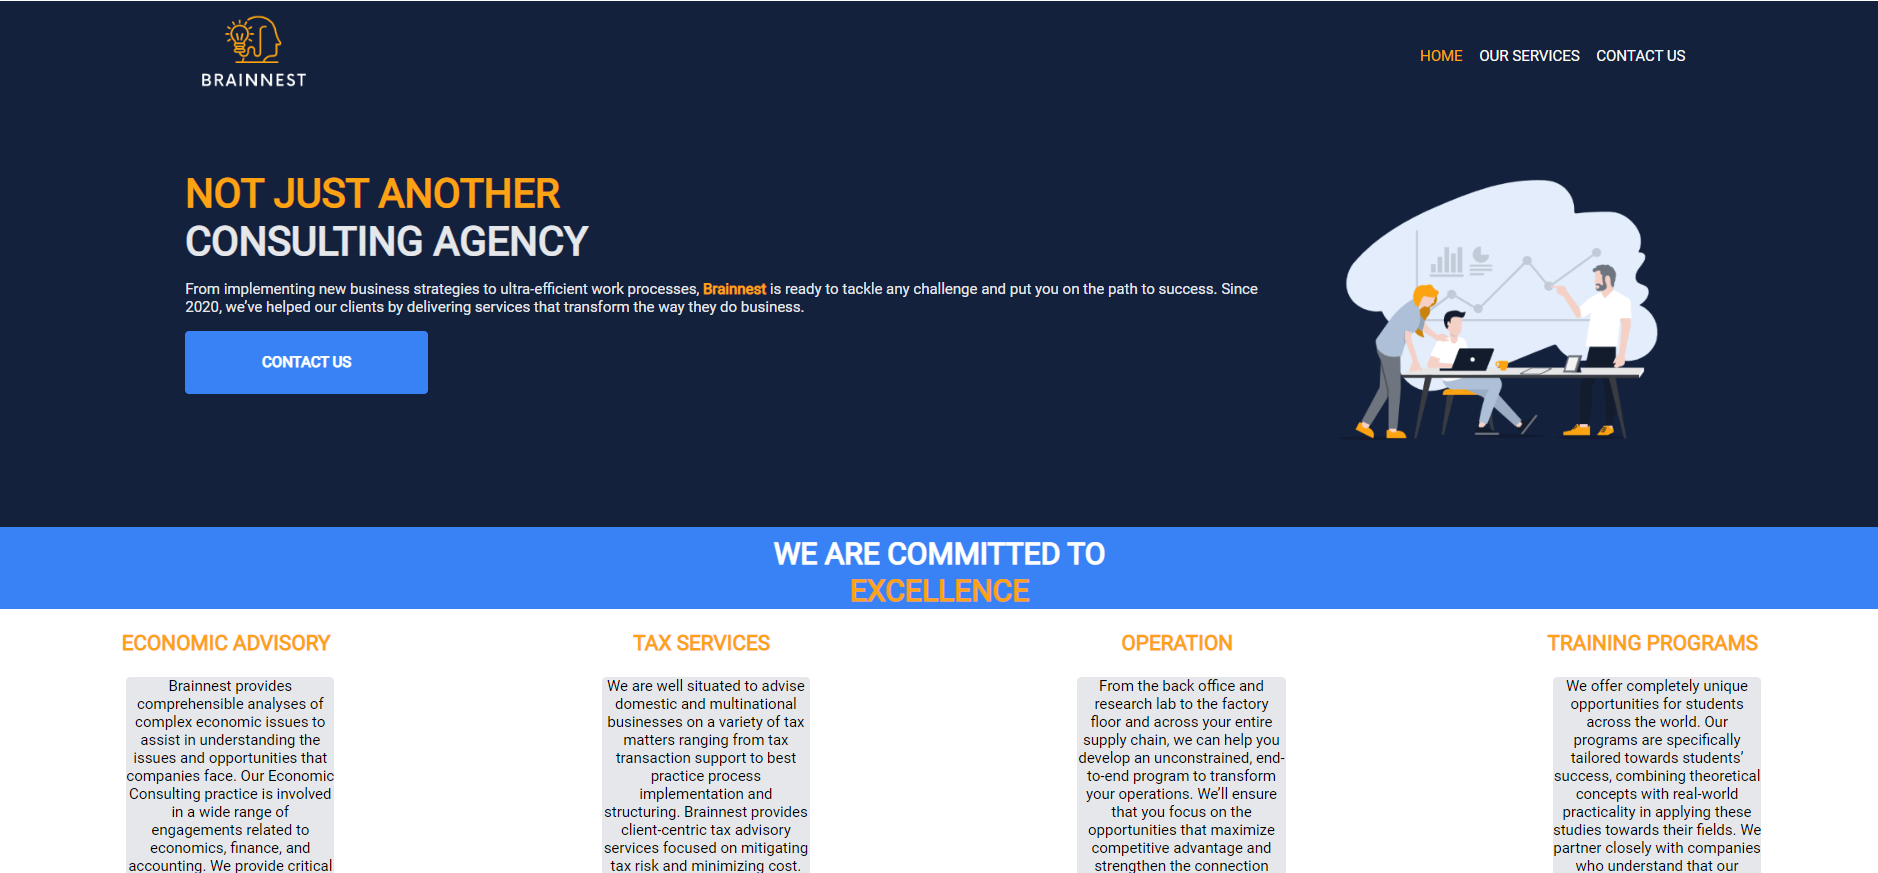 BRAINNEST
HOME OUR SERVICES CONTACT US
NOT JUST ANOTHER
CONSULTING AGENCY
From implementing new business strategies to ultra-efficient work processes, Brainnest is ready to tackle any challenge and put you on the path to success. Since
2020, we’ve helped our clients by delivering services that transform the way they do business.
CONTACT US
WE ARE COMMITTED TO
EXCELLENCE
ECONOMIC ADVISORY
Brainnest provides
comprehensible analyses of
complex economic issues to
assist in understanding the
issues and opportunities that
companies face. Our Economic
Consulting practice is involved
in a wide range of
engagements related to
economics, finance, and
accounting. We provide critical
TAX SERVICES
We are well situated to advise
domestic and multinational
businesses on a variety of tax
matters ranging from tax
transaction support to best
practice process
implementation and
structuring. Brainnest provides
client-centric tax advisory
services focused on mitigating
tax risk and minimizing cost.
OPERATION
From the back office and
research lab to the factory
floor and across your entire
supply chain, we can help you
develop an unconstrained, end-
to-end program to transform
your operations. We’ll ensure
that you focus on the
opportunities that maximize
competitive advantage and
strengthen the connection
TRAINING PROGRAMS
We offer completely unique
opportunities for students
across the world. Our
programs are specifically
tailored towards students’
success, combining theoretical
concepts with real-world
practicality in applying these
studies towards their fields. We
partner closely with companies
who understand that our